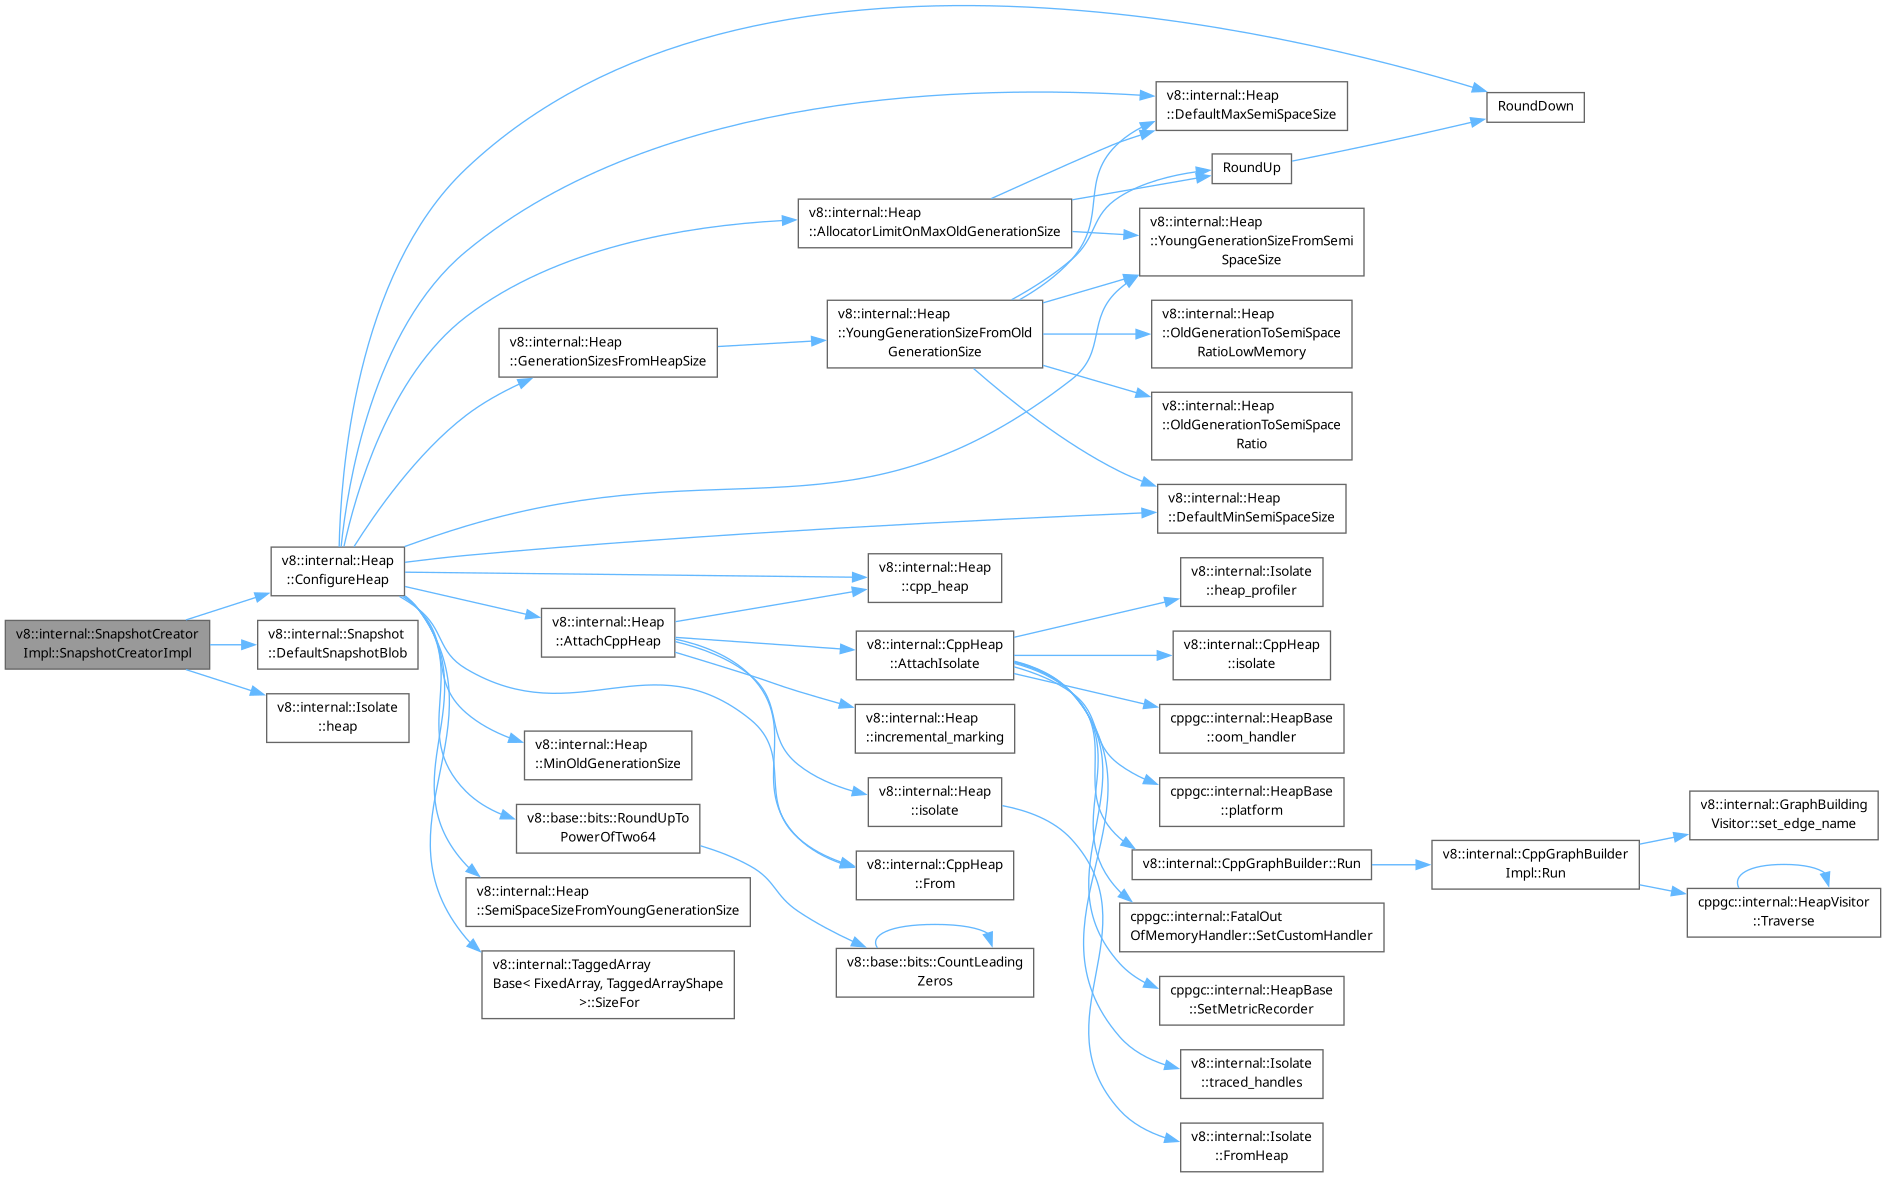 v8::internal::SnapshotCreator
Impl::SnapshotCreatorImpl
v8::internal::Heap
::ConfigureHeap
v8::internal::Snapshot
::DefaultSnapshotBlob
v8::internal::Isolate
::heap
v8::internal::Heap
::GenerationSizesFromHeapSize
v8::internal::Heap
::AttachCppHeap
v8::internal::Heap
::MinOldGenerationSize
v8::base::bits::RoundUpTo
PowerOfTwo64
v8::internal::Heap
::SemiSpaceSizeFromYoungGenerationSize
v8::internal::TaggedArray
Base< FixedArray, TaggedArrayShape
>::SizeFor
v8::internal::Heap
::AllocatorLimitOnMaxOldGenerationSize
v8::internal::Heap
::YoungGenerationSizeFromOld
GenerationSize
v8::internal::Heap
::cpp_heap
v8::internal::CppHeap
::AttachIsolate
v8::internal::Heap
::incremental_marking
v8::internal::Heap
::isolate
v8::internal::CppHeap
::From
v8::base::bits::CountLeading
Zeros
v8::internal::Heap
::DefaultMaxSemiSpaceSize
RoundUp
v8::internal::Heap
::YoungGenerationSizeFromSemi
SpaceSize
v8::internal::Heap
::OldGenerationToSemiSpace
RatioLowMemory
v8::internal::Heap
::OldGenerationToSemiSpace
Ratio
v8::internal::Heap
::DefaultMinSemiSpaceSize
v8::internal::Isolate
::heap_profiler
v8::internal::CppHeap
::isolate
cppgc::internal::HeapBase
::oom_handler
cppgc::internal::HeapBase
::platform
v8::internal::CppGraphBuilder::Run
cppgc::internal::FatalOut
OfMemoryHandler::SetCustomHandler
cppgc::internal::HeapBase
::SetMetricRecorder
v8::internal::Isolate
::traced_handles
v8::internal::Isolate
::FromHeap
RoundDown
v8::internal::CppGraphBuilder
Impl::Run
v8::internal::GraphBuilding
Visitor::set_edge_name
cppgc::internal::HeapVisitor
::Traverse